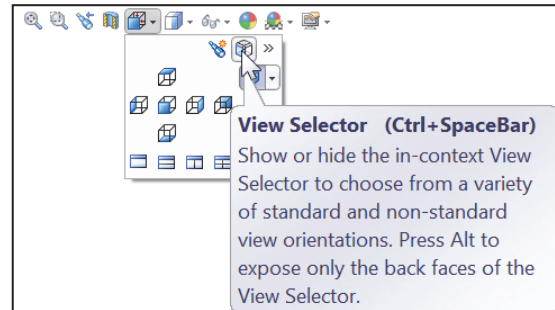 »
View Selector (Ctrl+SpaceBar)
Show or hide the in-context View
Selector to choose from a variety
of standard and non-standard
view orientations. Press Alt to
expose only the back faces of the
View Selector.